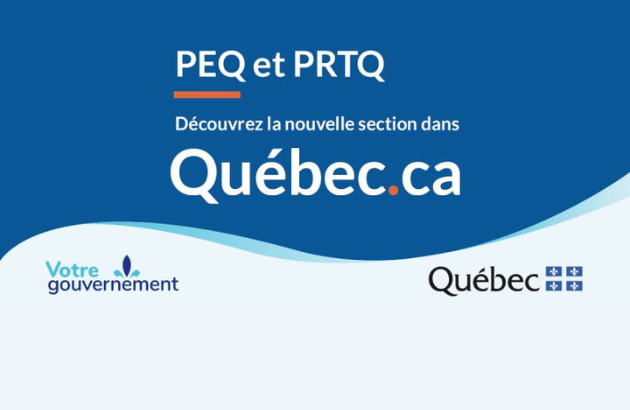 PEQ et PRTQ
Découvrez la nouvelle section dans
Québec.ca
Votre
gouvernement
Québec